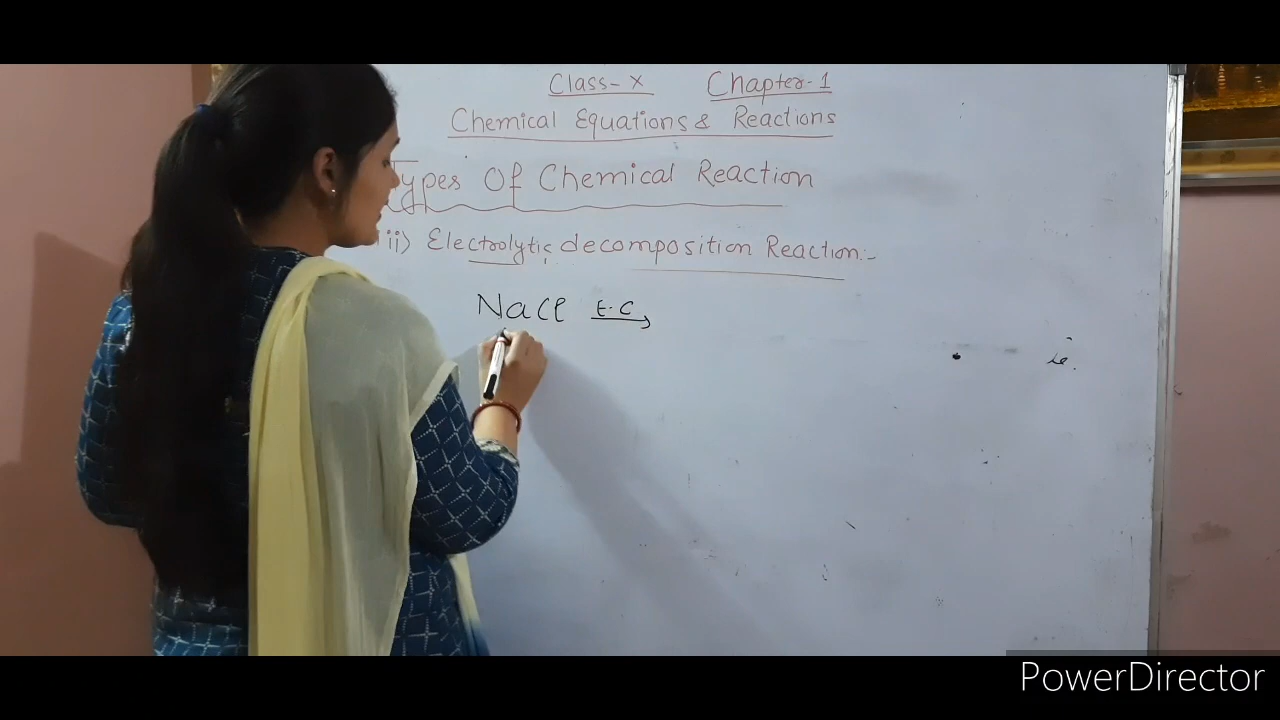 Class-X Chapter-1
Chemical Equations & Reactions
Types Of Chemical Reaction
ii) Electrolytic decomposition Reaction:-
NaCl E.C
PowerDirector